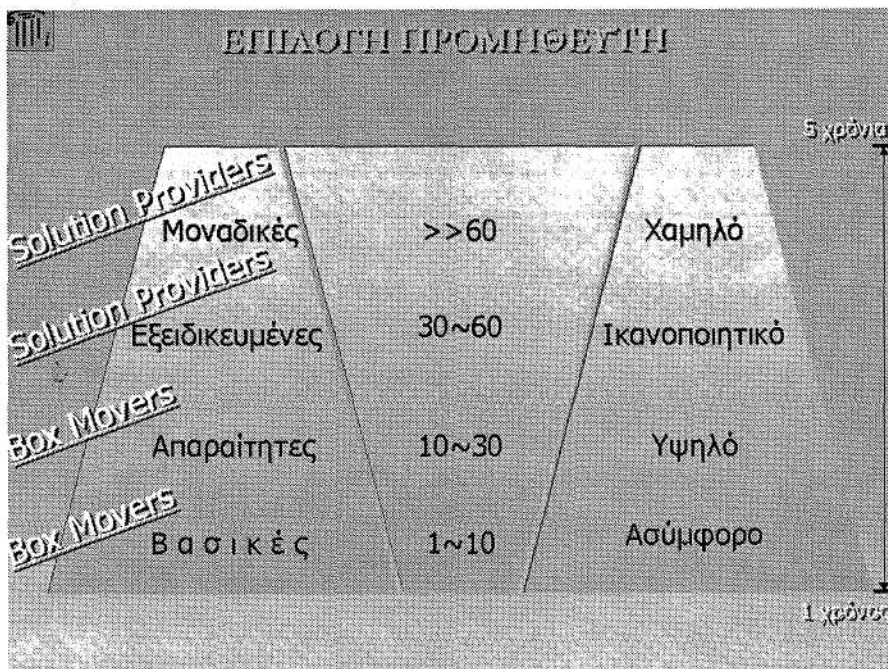 ΕΠΙΛΟΓΗ ΠΡΟΜΗΘΕΥΤΗ
5 χρόνια
Solution Providers
Μοναδικές >>60 Χαμηλό
Solution Providers
Εξειδικευμένες 30~60 Ικανοποιητικό
Box Movers
Απαραίτητες 10~30 Υψηλό
Box Movers
Βασικές 1~10 Ασύμφορο
1 χρόνος